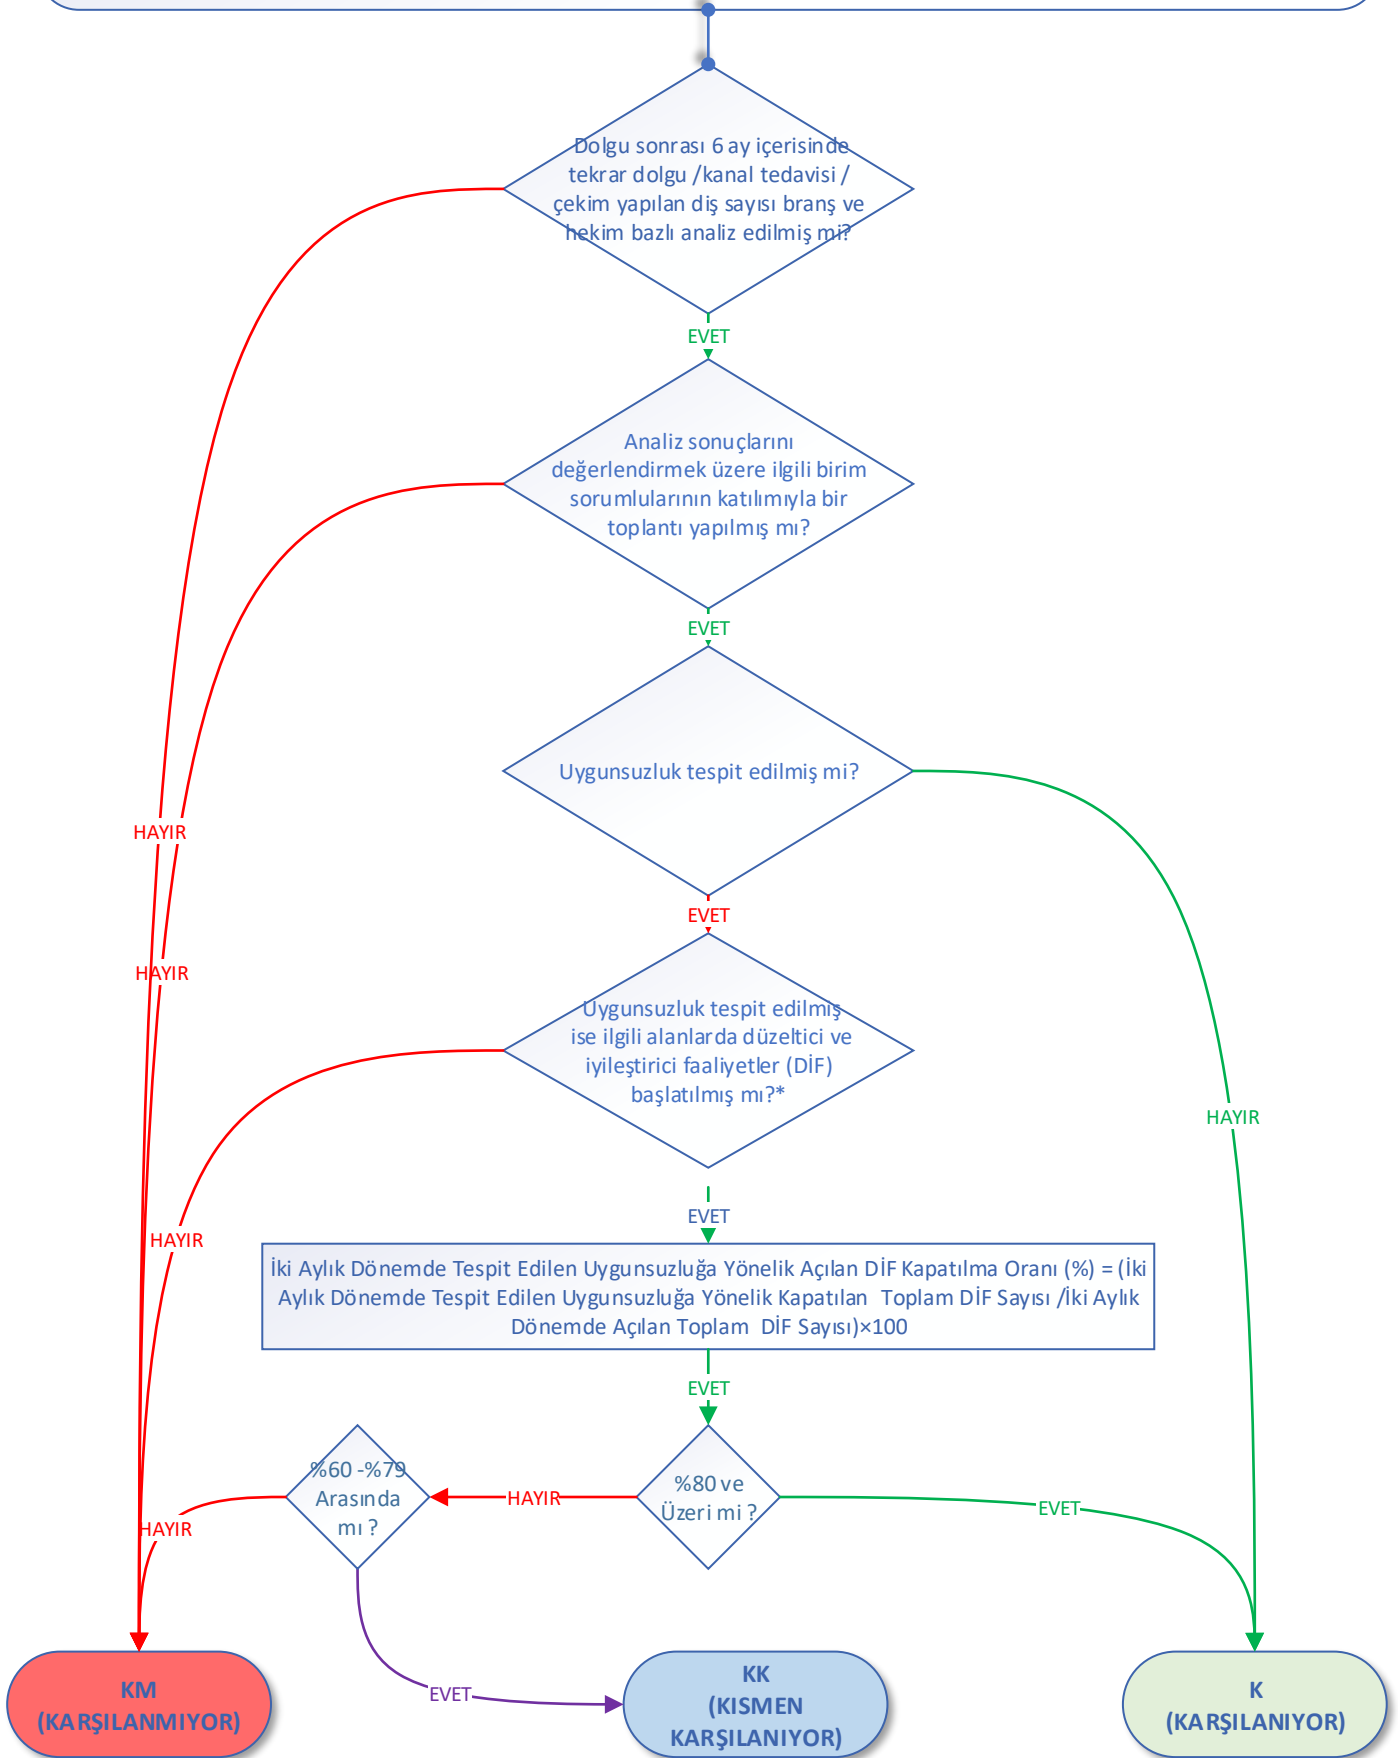 Dolgu sonrası 6 ay içerisinde
tekrar dolgu /kanal tedavisi /
çekim yapılan diş sayısı branş ve
hekim bazlı analiz edilmiş mi?
EVET
Analiz sonuçlarını
değerlendirmek üzere ilgili birim
sorumlularının katılımıyla bir
toplantı yapılmış mı?
EVET
Uygunsuzluk tespit edilmiş mi?
HAYIR
EVET
HAYIR
Uygunsuzluk tespit edilmiş
ise ilgili alanlarda düzeltici ve
iyileştirici faaliyetler (DİF)
başlatılmış mı?*
HAYIR
EVET
HAYIR
İki Aylık Dönemde Tespit Edilen Uygunsuzluğa Yönelik Açılan DİF Kapatılma Oranı (%) = (İki
Aylık Dönemde Tespit Edilen Uygunsuzluğa Yönelik Kapatılan Toplam DİF Sayısı /İki Aylık
Dönemde Açılan Toplam DİF Sayısı)×100
EVET
%60 -%79
Arasında
mı ?
HAYIR
%80 ve
Üzeri mi ?
EVET
HAYIR
EVET
KM
(KARŞILANMIYOR)
KK
(KISMEN
KARŞILANIYOR)
K
(KARŞILANIYOR)